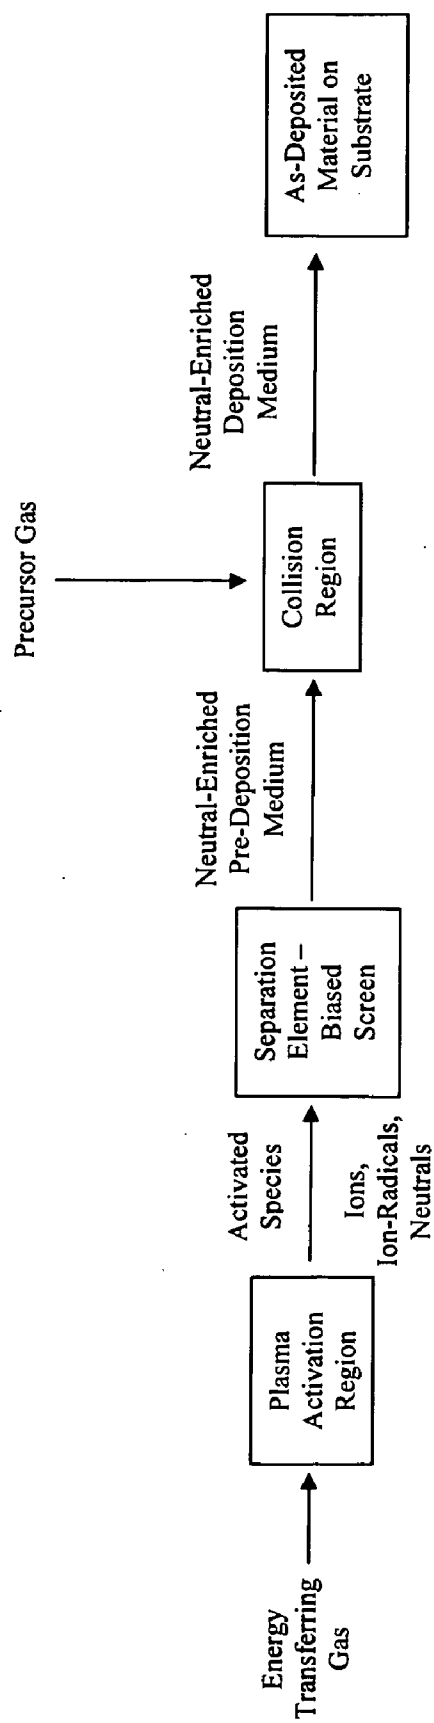 Energy
Transferring
Gas
Plasma
Activation
Region
Activated
Species
Ions,
Ion-Radicals,
Neutrals
Separation
Element –
Biased
Screen
Neutral-Enriched
Pre-Deposition
Medium
Precursor Gas
Collision
Region
Neutral-Enriched
Deposition
Medium
As-Deposited
Material on
Substrate